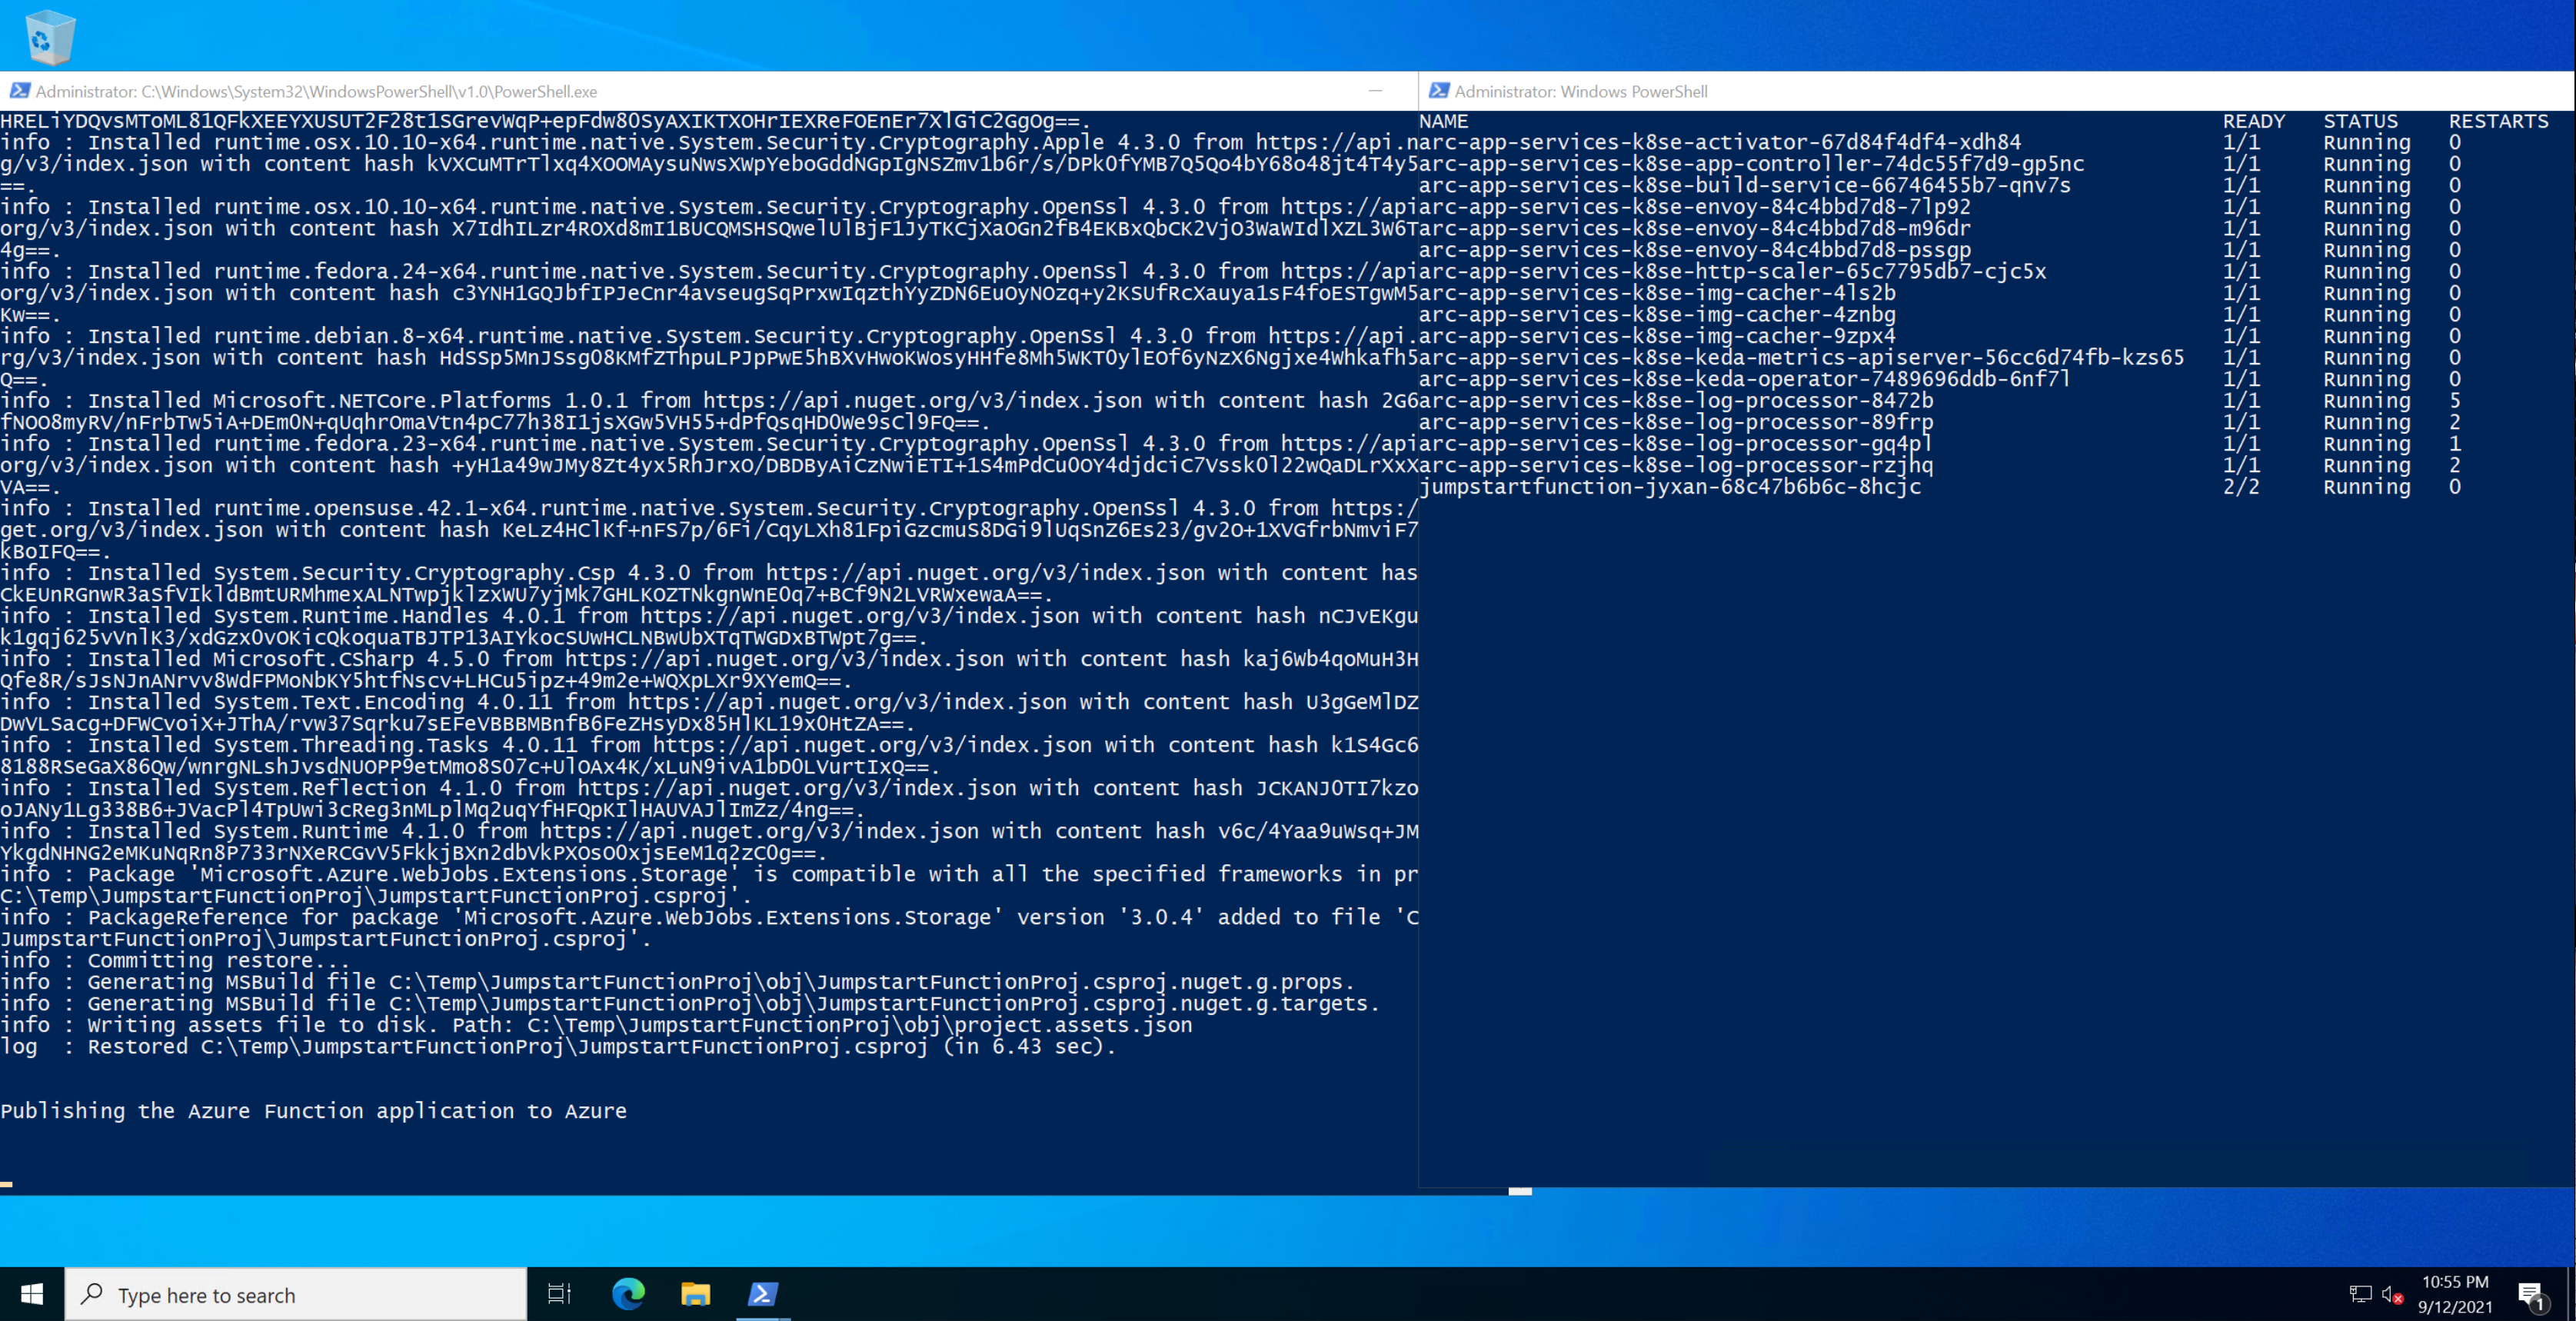 Administrator: C:\Windows\System32\WindowsPowerShell\v1.0\PowerShell.exe
HRELiYDQvsMToML81QFkXEEYXUSUT2F28t1SGrevWqP+epFdw80SyAXIKTXOHrIEXReFOEnEr7XlGiC2GgOg==.
info : Installed runtime.osx.10.10-x64.runtime.native.System.Security.Cryptography.Apple 4.3.0 from https://api.n
g/v3/index.json with content hash kVXCuMTrTlxq4XOOMAysuNwsXWpYeboGddNGpIgNSZmv1b6r/s/DPk0fYMB7Q5Qo4bY68o48jt4T4y5
==.
info : Installed runtime.osx.10.10-x64.runtime.native.System.Security.Cryptography.OpenSsl 4.3.0 from https://api
org/v3/index.json with content hash X7IdhILzr4ROXd8mI1BUCQMSHSQwelUlBjF1JyTKCjXaOGn2fB4EKBxQbCK2VjO3WaWIdlXZL3W6T
4g==.
info : Installed runtime.fedora.24-x64.runtime.native.System.Security.Cryptography.OpenSsl 4.3.0 from https://api
org/v3/index.json with content hash c3YNH1GQJbfIPJeCnr4avseugSqPrxwIqzthYyZDN6EuOyNOzq+y2KSUfRcXauya1sF4foESTgwM5
Kw==.
info : Installed runtime.debian.8-x64.runtime.native.System.Security.Cryptography.OpenSsl 4.3.0 from https://api.
rg/v3/index.json with content hash HdSSp5MnJSsg08KMfZThpuLPJpPwE5hBXvHwoKWosyHHfe8Mh5WKT0ylEOf6yNzX6Ngjxe4Whkafh5
Q==.
info : Installed Microsoft.NETCore.Platforms 1.0.1 from https://api.nuget.org/v3/index.json with content hash 2G6
fNOO8myRV/nFrbTw5iA+DEm0N+qUqhrOmaVtn4pC77h38I1jsXGw5VH55+dPfQsqHD0We9sCl9FQ==.
info : Installed runtime.fedora.23-x64.runtime.native.System.Security.Cryptography.OpenSsl 4.3.0 from https://api
org/v3/index.json with content hash +yH1a49wJMy8Zt4yx5RhJrxO/DBDByAiCzNwiETI+1S4mPdCu0OY4djdciC7Vssk0l22wQaDLrXxX
VA==.
info : Installed runtime.opensuse.42.1-x64.runtime.native.System.Security.Cryptography.OpenSsl 4.3.0 from https:/
get.org/v3/index.json with content hash KeLz4HClKf+nFS7p/6Fi/CqyLXh81FpiGzcmuS8DGi9lUqSnZ6Es23/gv2O+1XVGfrbNmviF7
kBoIFQ==.
info : Installed System.Security.Cryptography.Csp 4.3.0 from https://api.nuget.org/v3/index.json with content has
CkEUnRGnwR3aSfVIkldBmtURMhmexALNTwpjklzxWU7yjMk7GHLKOZTNkgnWnE0q7+BCf9N2LVRWxewaA==.
info : Installed System.Runtime.Handles 4.0.1 from https://api.nuget.org/v3/index.json with content hash nCJvEKgu
k1gqj625vVnlK3/xdGzx0vOKicQkoquaTBJTP13AIYkocSUwHCLNBwUbXTqTWGDxBTWpt7g==.
info : Installed Microsoft.CSharp 4.5.0 from https://api.nuget.org/v3/index.json with content hash kaj6Wb4qoMuH3H
Qfe8R/sJsNJnANrvv8WdFPMoNbKY5htfNscv+LHCu5ipz+49m2e+WQXpLXr9XYemQ==.
info : Installed System.Text.Encoding 4.0.11 from https://api.nuget.org/v3/index.json with content hash U3gGeMlDZ
DwVLSacg+DFWCvoiX+JThA/rvw37Sqrku7sEFeVBBBMBnfB6FeZHsyDx85HlKL19x0HtZA==.
info : Installed System.Threading.Tasks 4.0.11 from https://api.nuget.org/v3/index.json with content hash k1S4Gc6
8188RSeGaX86Qw/wnrgNLshJvsdNUOPP9etMmo8S07c+UlOAx4K/xLuN9ivA1bD0LVurtIxQ==.
info : Installed System.Reflection 4.1.0 from https://api.nuget.org/v3/index.json with content hash JCKANJ0TI7kzo
oJANy1Lg338B6+JVacPl4TpUwi3cReg3nMLplMq2uqYfHFQpKIlHAUVAJlImZz/4ng==.
info : Installed System.Runtime 4.1.0 from https://api.nuget.org/v3/index.json with content hash v6c/4Yaa9uWsq+JM
YkgdNHNG2eMKuNqRn8P733rNXeRCGvV5FkkjBXn2dbVkPXOsO0xjsEeM1q2zC0g==.
info : Package 'Microsoft.Azure.WebJobs.Extensions.Storage' is compatible with all the specified frameworks in pr
C:\Temp\JumpstartFunctionProj\JumpstartFunctionProj.csproj'.
info : PackageReference for package 'Microsoft.Azure.WebJobs.Extensions.Storage' version '3.0.4' added to file 'C
JumpstartFunctionProj\JumpstartFunctionProj.csproj'.
info : Committing restore...
info : Generating MSBuild file C:\Temp\JumpstartFunctionProj\obj\JumpstartFunctionProj.csproj.nuget.g.props.
info : Generating MSBuild file C:\Temp\JumpstartFunctionProj\obj\JumpstartFunctionProj.csproj.nuget.g.targets.
info : Writing assets file to disk. Path: C:\Temp\JumpstartFunctionProj\obj\project.assets.json
log  : Restored C:\Temp\JumpstartFunctionProj\JumpstartFunctionProj.csproj (in 6.43 sec).
Publishing the Azure Function application to Azure
Administrator: Windows PowerShell
NAME READY STATUS RESTARTS
arc-app-services-k8se-activator-67d84f4df4-xdh84 1/1 Running 0
arc-app-services-k8se-app-controller-74dc55f7d9-gp5nc 1/1 Running 0
arc-app-services-k8se-build-service-66746455b7-qnv7s 1/1 Running 0
arc-app-services-k8se-envoy-84c4bbd7d8-7lp92 1/1 Running 0
arc-app-services-k8se-envoy-84c4bbd7d8-m96dr 1/1 Running 0
arc-app-services-k8se-envoy-84c4bbd7d8-pssgp 1/1 Running 0
arc-app-services-k8se-http-scaler-65c7795db7-cjc5x 1/1 Running 0
arc-app-services-k8se-img-cacher-4ls2b 1/1 Running 0
arc-app-services-k8se-img-cacher-4znbg 1/1 Running 0
arc-app-services-k8se-img-cacher-9zpx4 1/1 Running 0
arc-app-services-k8se-keda-metrics-apiserver-56cc6d74fb-kzs65 1/1 Running 0
arc-app-services-k8se-keda-operator-7489696ddb-6nf7l 1/1 Running 0
arc-app-services-k8se-log-processor-8472b 1/1 Running 5
arc-app-services-k8se-log-processor-89frp 1/1 Running 2
arc-app-services-k8se-log-processor-gq4pl 1/1 Running 1
arc-app-services-k8se-log-processor-rzjhq 1/1 Running 2
jumpstartfunction-jyxan-68c47b6b6c-8hcjc 2/2 Running 0
Type here to search
10:55 PM
9/12/2021
1